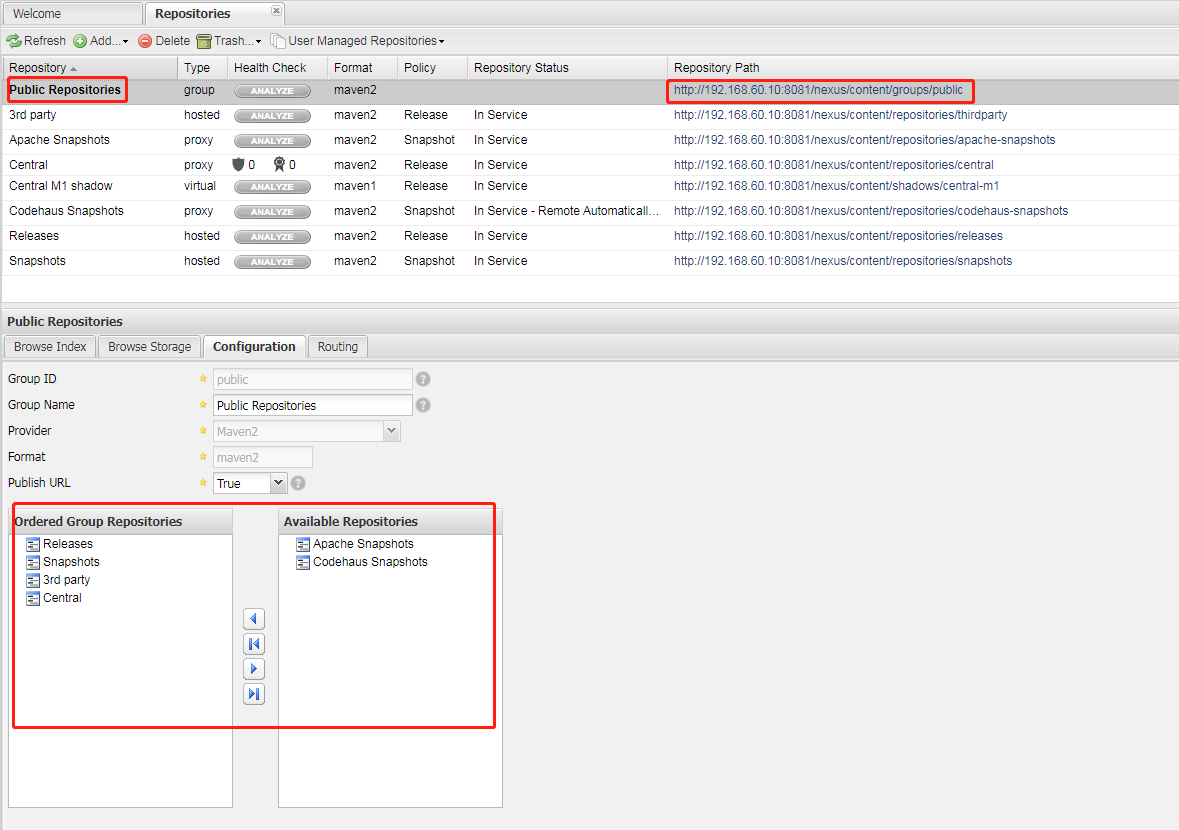 Welcome Repositories
Refresh Add... Delete Trash... User Managed Repositories
Repository Type Health Check Format Policy Repository Status Repository Path
Public Repositories group ANALYZE maven2 http://192.168.60.10:8081/nexus/content/groups/public
3rd party hosted ANALYZE maven2 Release In Service http://192.168.60.10:8081/nexus/content/repositories/thirdparty
Apache Snapshots proxy ANALYZE maven2 Snapshot In Service http://192.168.60.10:8081/nexus/content/repositories/apache-snapshots
Central proxy 0 0 maven2 Release In Service http://192.168.60.10:8081/nexus/content/repositories/central
Central M1 shadow virtual ANALYZE maven1 Release In Service http://192.168.60.10:8081/nexus/content/shadows/central-m1
Codehaus Snapshots proxy ANALYZE maven2 Snapshot In Service - Remote Automaticall... http://192.168.60.10:8081/nexus/content/repositories/codehaus-snapshots
Releases hosted ANALYZE maven2 Release In Service http://192.168.60.10:8081/nexus/content/repositories/releases
Snapshots hosted ANALYZE maven2 Snapshot In Service http://192.168.60.10:8081/nexus/content/repositories/snapshots
Public Repositories
Browse Index Browse Storage Configuration Routing
Group ID public ?
Group Name Public Repositories ?
Provider Maven2
Format maven2
Publish URL True ?
Ordered Group Repositories Available Repositories
Releases Apache Snapshots
Snapshots Codehaus Snapshots
3rd party
Central